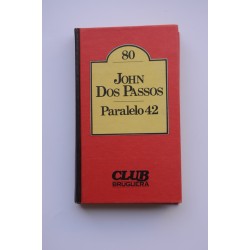 80
JOHN
DOS PASSOS
Paralelo 42
CLUB
BRUGUERA